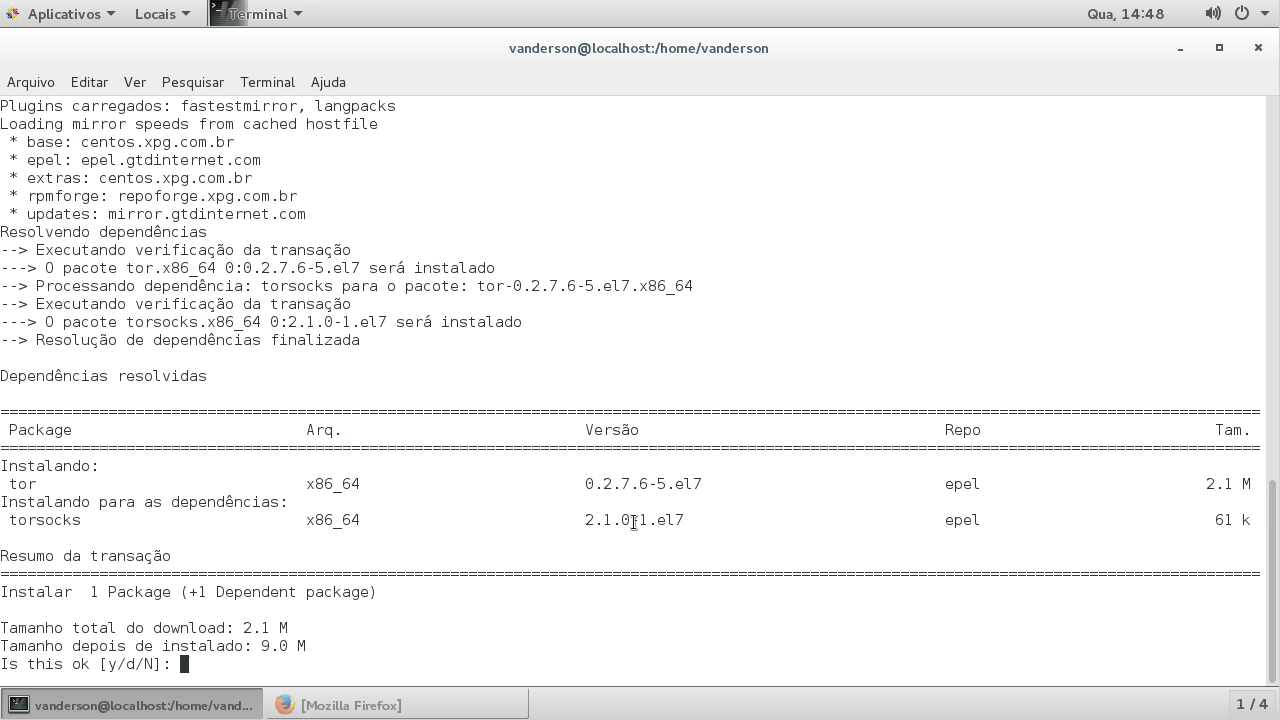 Aplicativos Locais Terminal Qua, 14:48
vanderson@localhost:/home/vanderson
Arquivo Editar Ver Pesquisar Terminal Ajuda
Plugins carregados: fastestmirror, langpacks
Loading mirror speeds from cached hostfile
* base: centos.xpg.com.br
* epel: epel.gtdinternet.com
* extras: centos.xpg.com.br
* rpmforge: repoforge.xpg.com.br
* updates: mirror.gtdinternet.com
Resolvendo dependências
--> Executando verificação da transação
---> O pacote tor.x86_64 0:0.2.7.6-5.el7 será instalado
--> Processando dependência: torsocks para o pacote: tor-0.2.7.6-5.el7.x86_64
--> Executando verificação da transação
---> O pacote torsocks.x86_64 0:2.1.0-1.el7 será instalado
--> Resolução de dependências finalizada
Dependências resolvidas
Package Arq. Versão Repo Tam.
Instalando:
tor x86_64 0.2.7.6-5.el7 epel 2.1 M
Instalando para as dependências:
torsocks x86_64 2.1.0-1.el7 epel 61 k
Resumo da transação
Instalar 1 Package (+1 Dependent package)
Tamanho total do download: 2.1 M
Tamanho depois de instalado: 9.0 M
Is this ok [y/d/N]:
vanderson@localhost:/home/vand... [Mozilla Firefox] 1 / 4